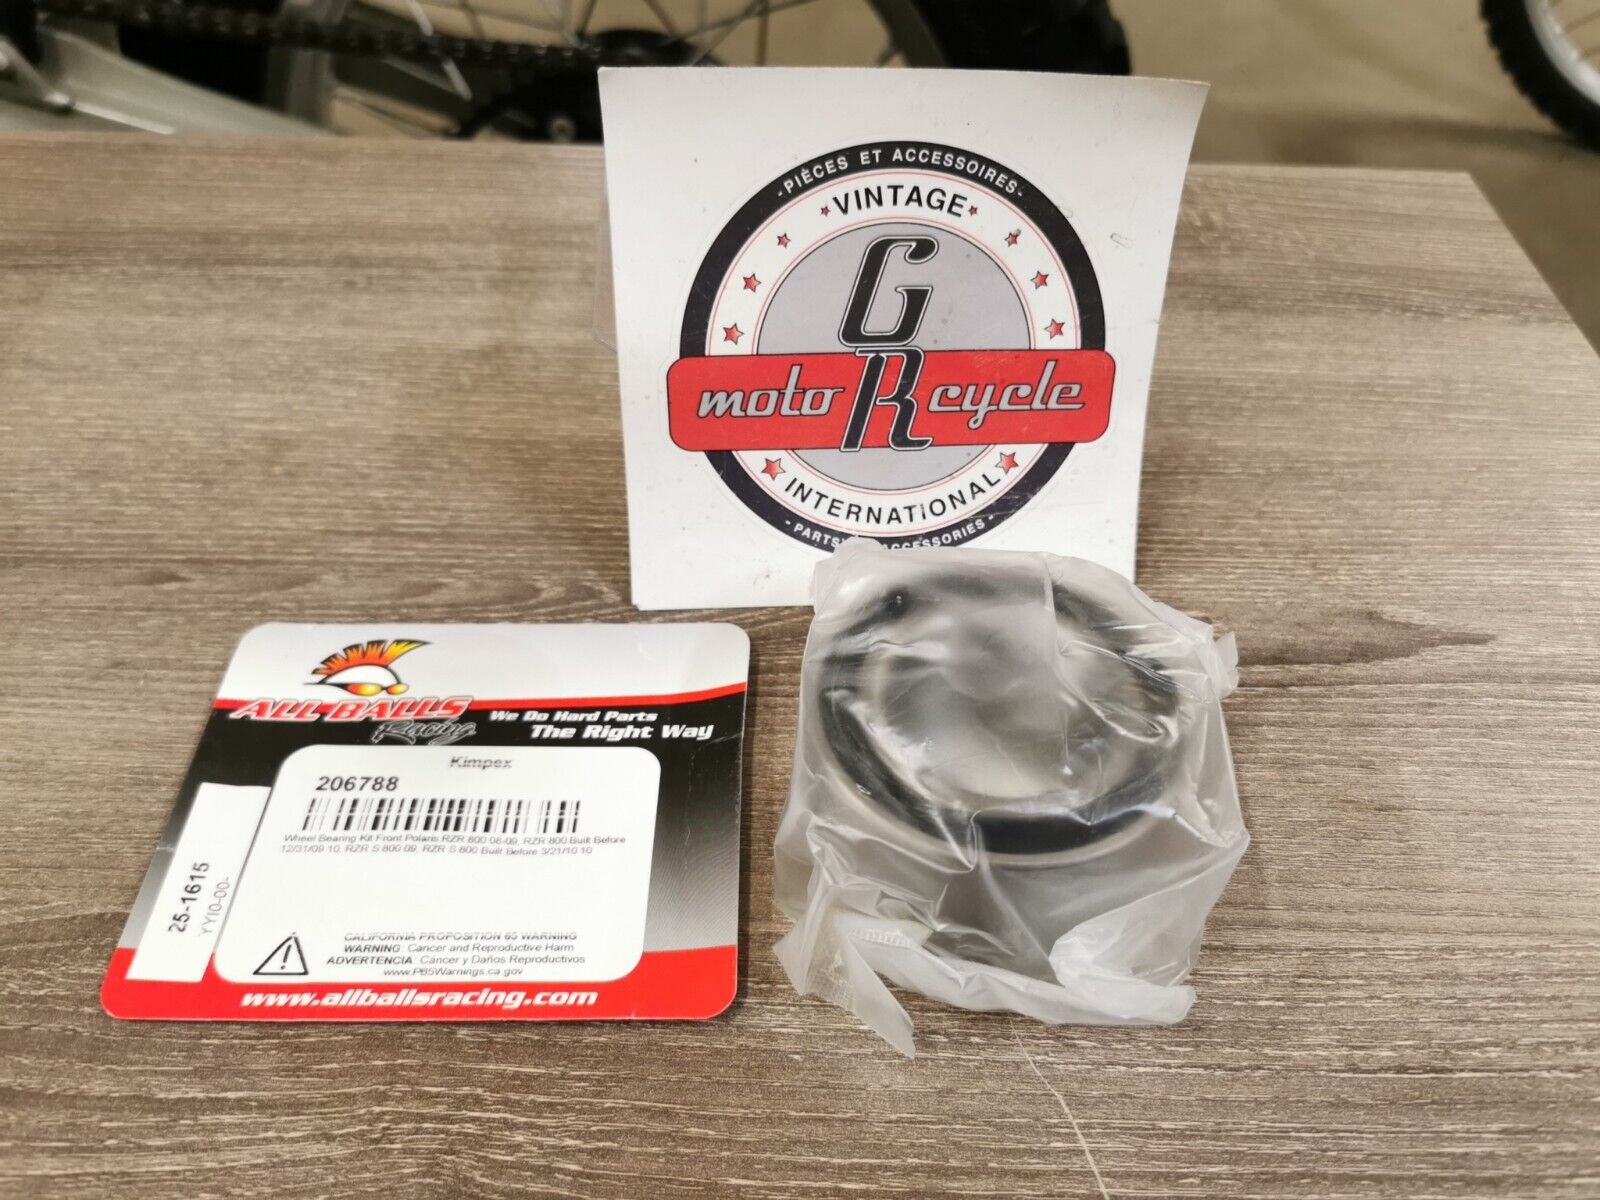 -PIÈCES ET ACCESSOIRES-
VINTAGE
G
moto R cycle
INTERNATIONAL
- PARTS ACCESSORIES -
ALL BALLS
Racing
We Do Hard Parts
The Right Way
Kimpex
206788
Wheel Bearing Kit Front Polaris RZR 800 08-09, RZR 800 Built Before
12/31/09 10, RZR S 800 09, RZR S 800 Built Before 3/21/10 10
25-1615
YYI0-00-
CALIFORNIA PROPOSITION 65 WARNING
WARNING: Cancer and Reproductive Harm
ADVERTENCIA: Cáncer y Daños Reproductivos
www.P65Warnings.ca.gov
www.allballsracing.com